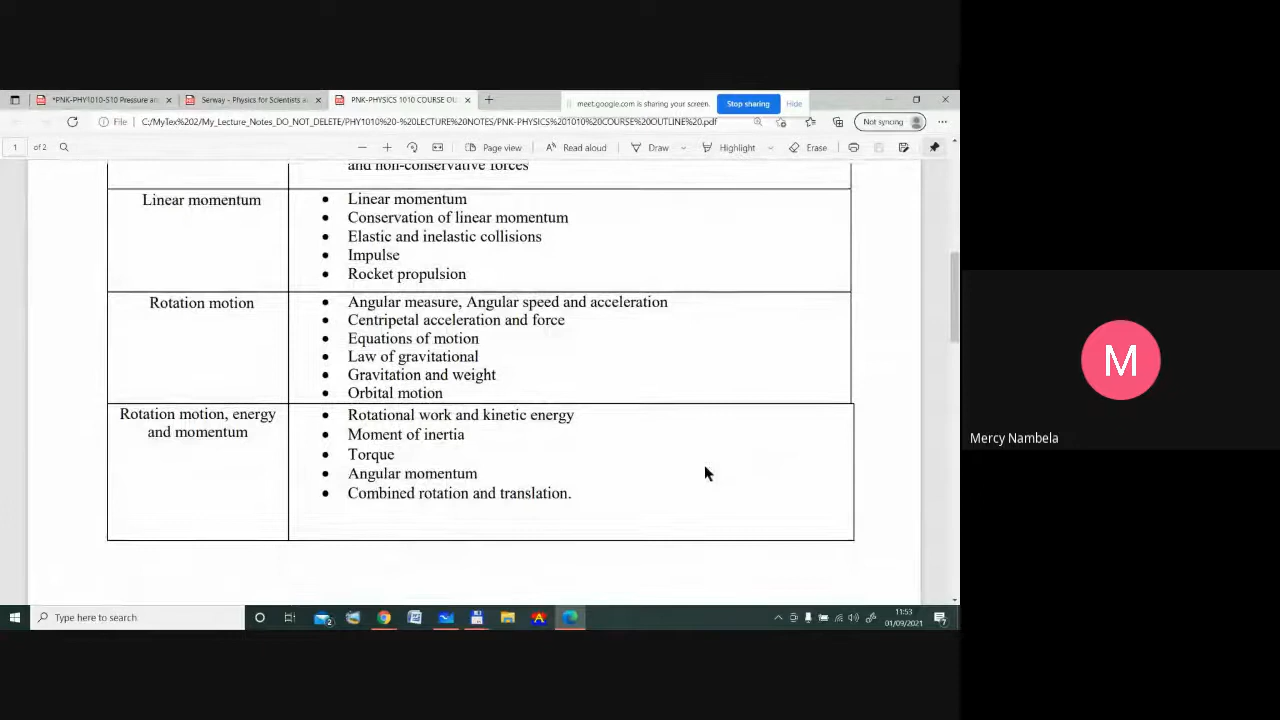 *PNK-PHY1010-S10 Pressure an
Serway - Physics for Scientists a
PNK-PHYSICS 1010 COURSE OU
meet.google.com is sharing your screen.
Stop sharing
Hide
File
C:/MyTex%202/My_Lecture_Notes_DO_NOT_DELETE/PHY1010%20-%20LECTURE%20NOTES/PNK-PHYSICS%201010%20COURSE%20OUTLINE%20.pdf
Not syncing
1 of 2
Page view
Read aloud
Draw
Highlight
Erase
and non-conservative forces
Linear momentum
• Linear momentum
• Conservation of linear momentum
• Elastic and inelastic collisions
• Impulse
• Rocket propulsion
Rotation motion
• Angular measure, Angular speed and acceleration
• Centripetal acceleration and force
• Equations of motion
• Law of gravitational
• Gravitation and weight
• Orbital motion
Rotation motion, energy
and momentum
• Rotational work and kinetic energy
• Moment of inertia
• Torque
• Angular momentum
• Combined rotation and translation.
M
Mercy Nambela
Type here to search
2
11:53
01/09/2021
7